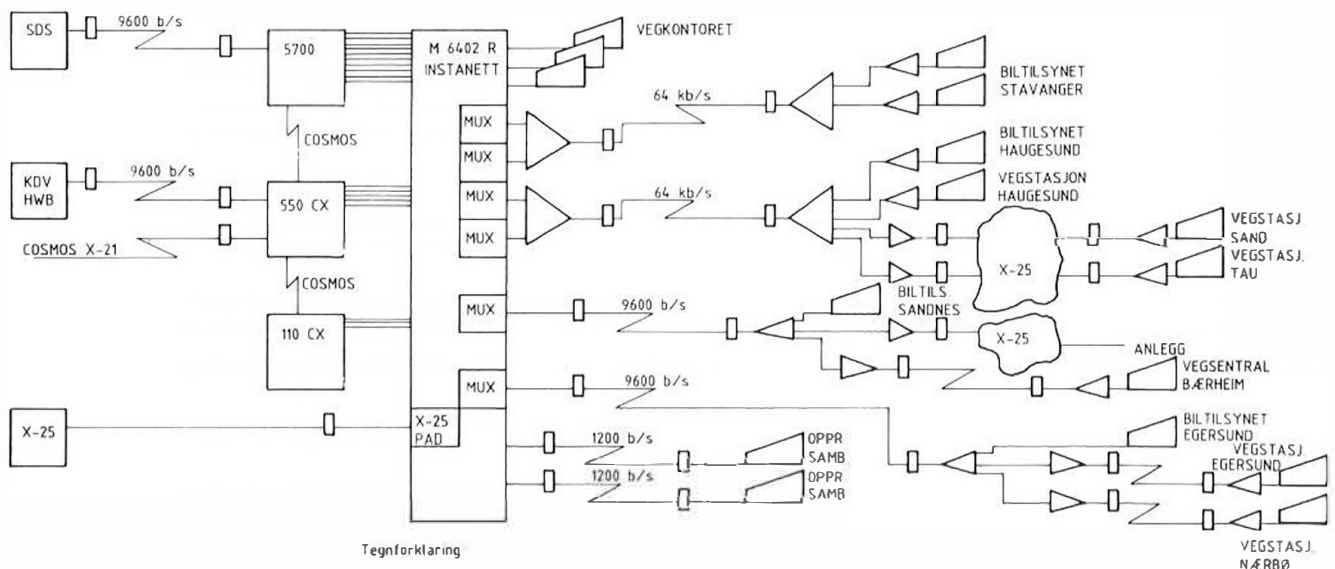 SDS
9600 b/s
5700
M 6402 R
INSTANETT
VEGKONTORET
BILTILSYNET
STAVANGER
64 kb/s
MUX
COSMOS
MUX
BILTILSYNET
HAUGESUND
KDV
HWB
9600 b/s
550 CX
MUX
64 kb/s
VEGSTASJON
HAUGESUND
VEGSTASJ.
SAND
COSMOS X-21
MUX
X-25
VEGSTASJ.
TAU
COSMOS
110 CX
MUX
9600 b/s
BILTILS
SANDNES
X-25
ANLEGG
VEGSENTRAL
BÆRHEIM
MUX
9600 b/s
X-25
X-25
PAD
BILTILSYNET
EGERSUND
1200 b/s
OPPR
SAMB
VEGSTASJ.
EGERSUND
1200 b/s
OPPR
SAMB
VEGSTASJ.
NÆRBØ
Tegnforklaring